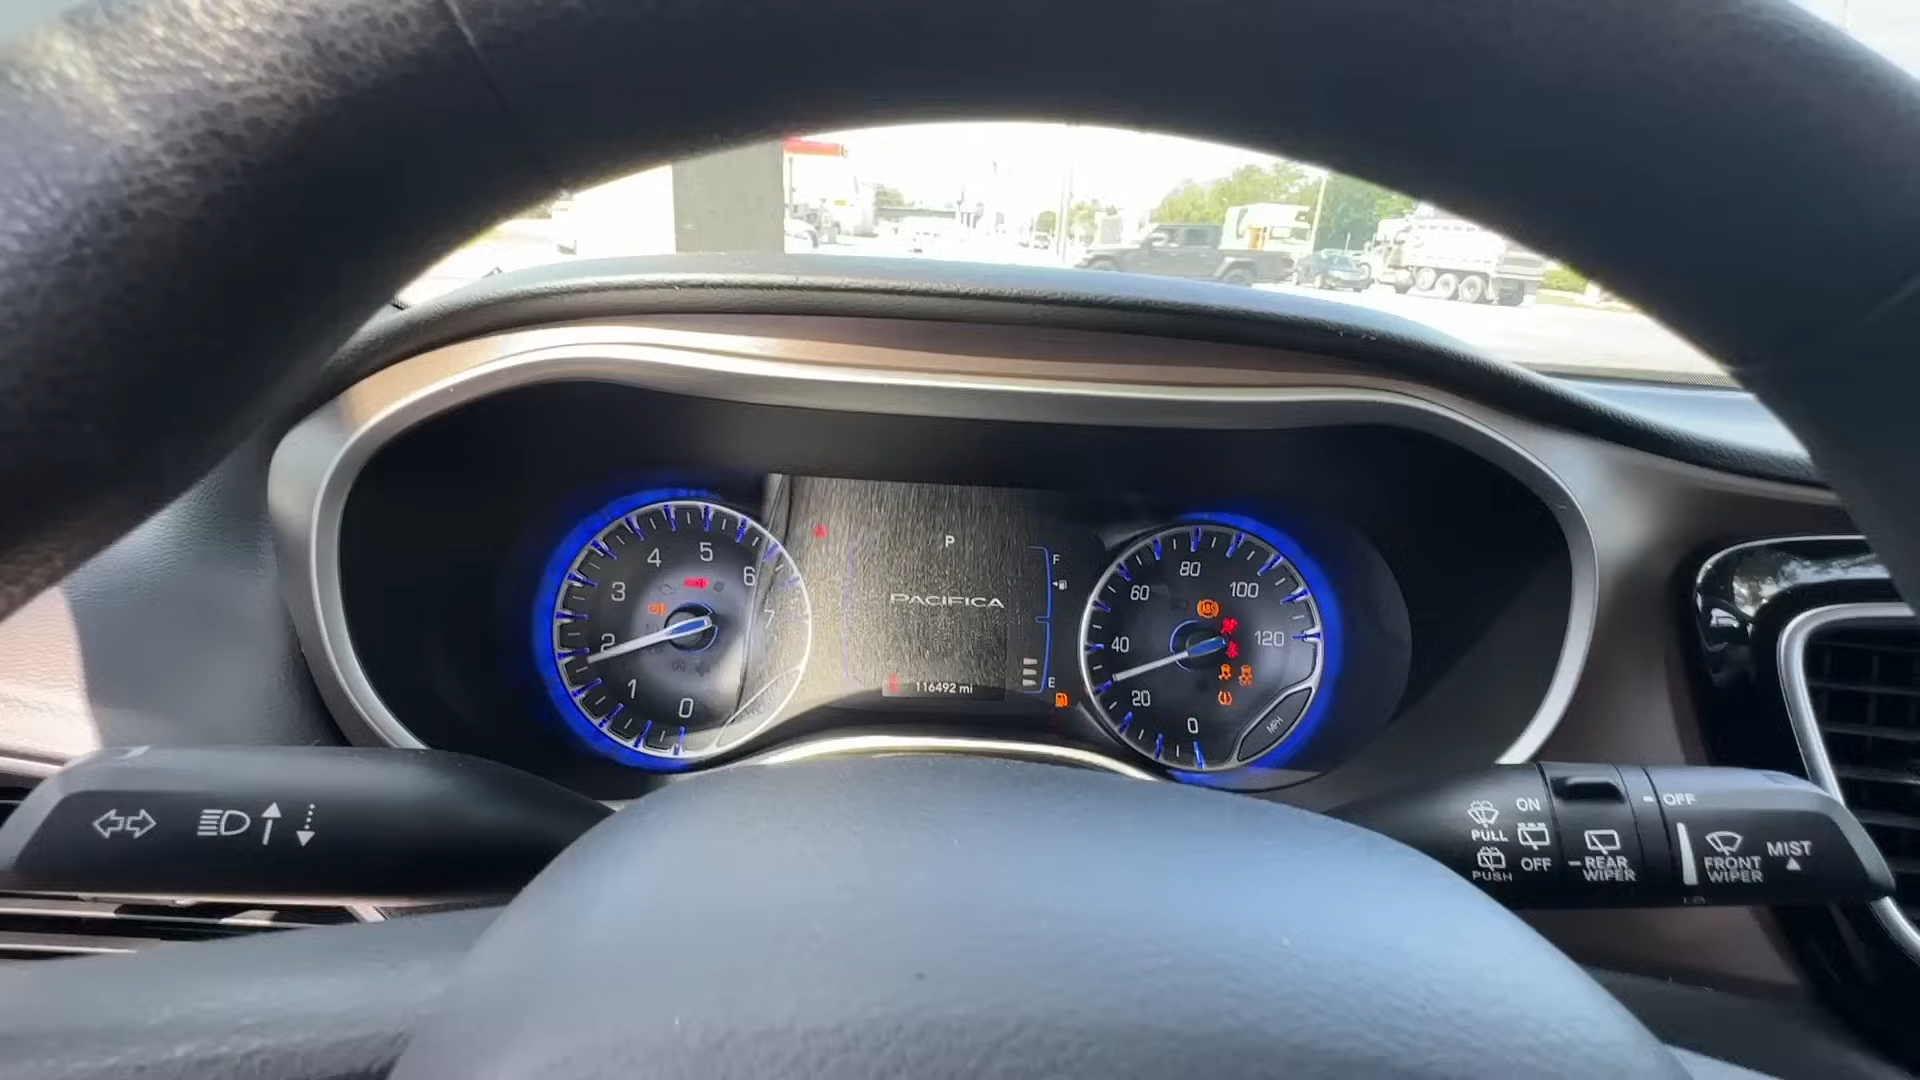 4 5
3 6
2 7
1
0
P
PACIFICA
116492 mi
F
E
80
60 100
ABS
40 120
20
0
MPH
PULL
PUSH
ON
OFF
REAR
WIPER
OFF
FRONT
WIPER
MIST